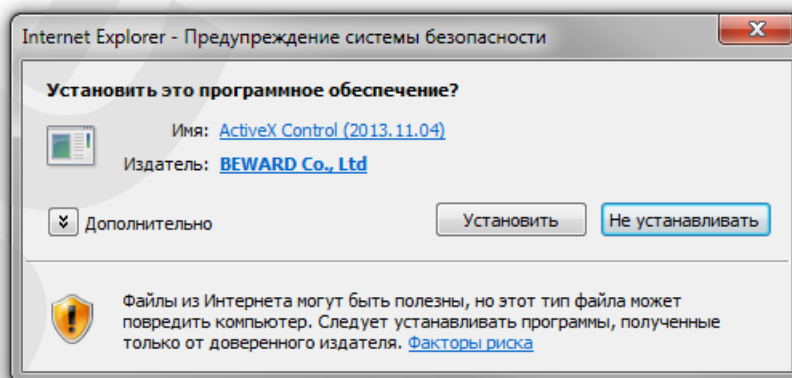 Internet Explorer - Предупреждение системы безопасности
Установить это программное обеспечение?
Имя: ActiveX Control (2013.11.04)
Издатель: BEWARD Co., Ltd
Дополнительно
Установить
Не устанавливать
Файлы из Интернета могут быть полезны, но этот тип файла может
повредить компьютер. Следует устанавливать программы, полученные
только от доверенного издателя. Факторы риска